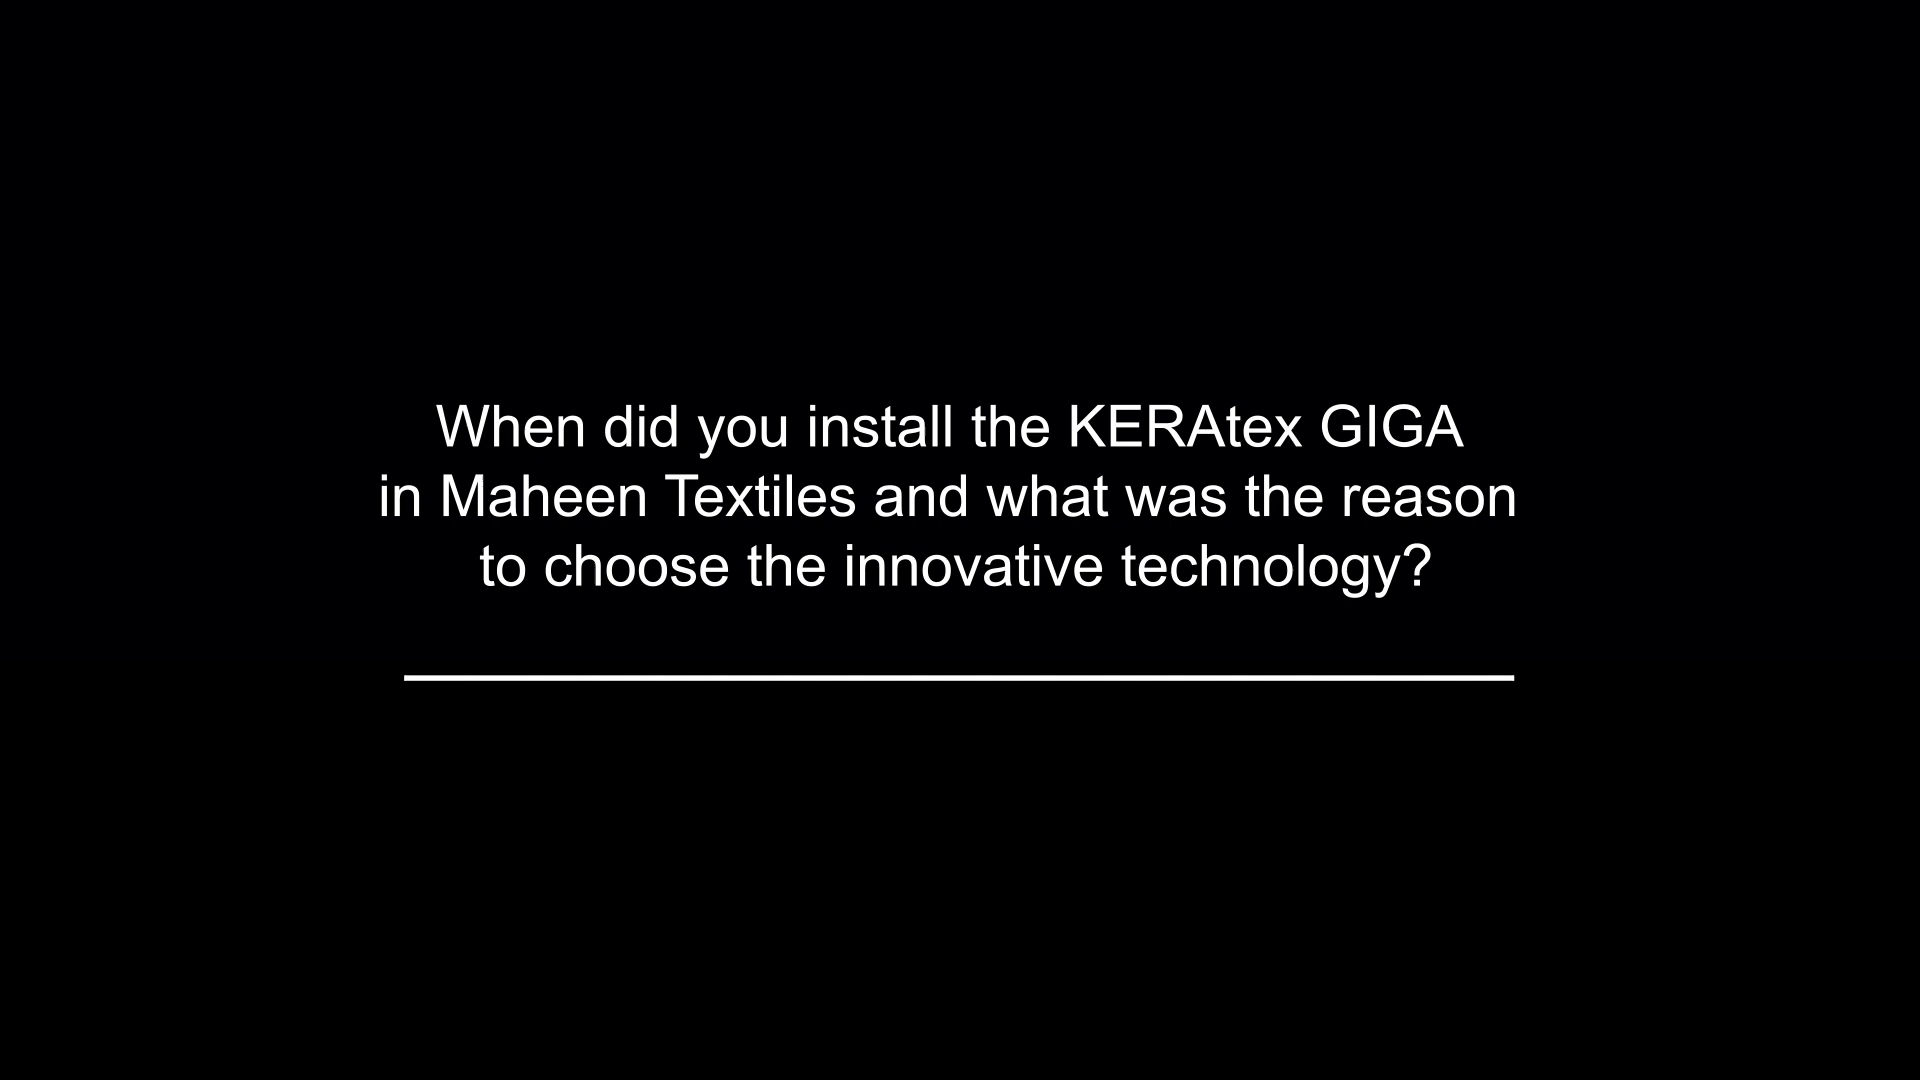 When did you install the KERAtex GIGA
in Maheen Textiles and what was the reason
to choose the innovative technology?